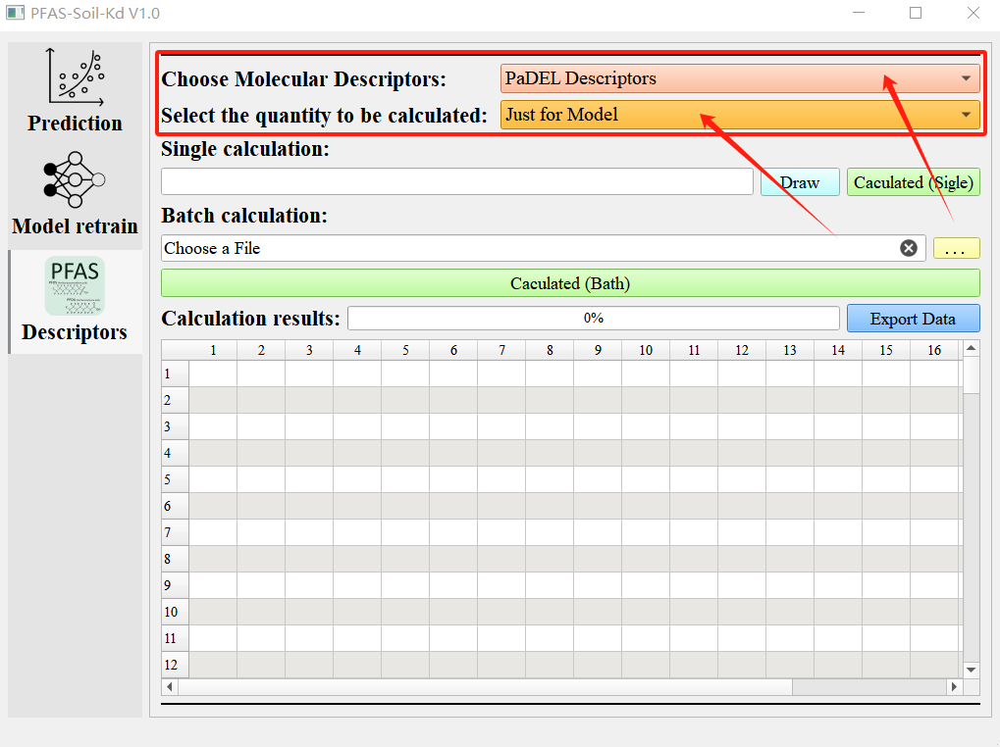 PFAS-Soil-Kd V1.0
Prediction
Model retrain
PFAS
Descriptors
Choose Molecular Descriptors: PaDEL Descriptors
Select the quantity to be calculated: Just for Model
Single calculation:
Draw Caculated (Sigle)
Batch calculation:
Choose a File ...
Caculated (Bath)
Calculation results: 0% Export Data
1 2 3 4 5 6 7 8 9 10 11 12 13 14 15 16
1
2
3
4
5
6
7
8
9
10
11
12